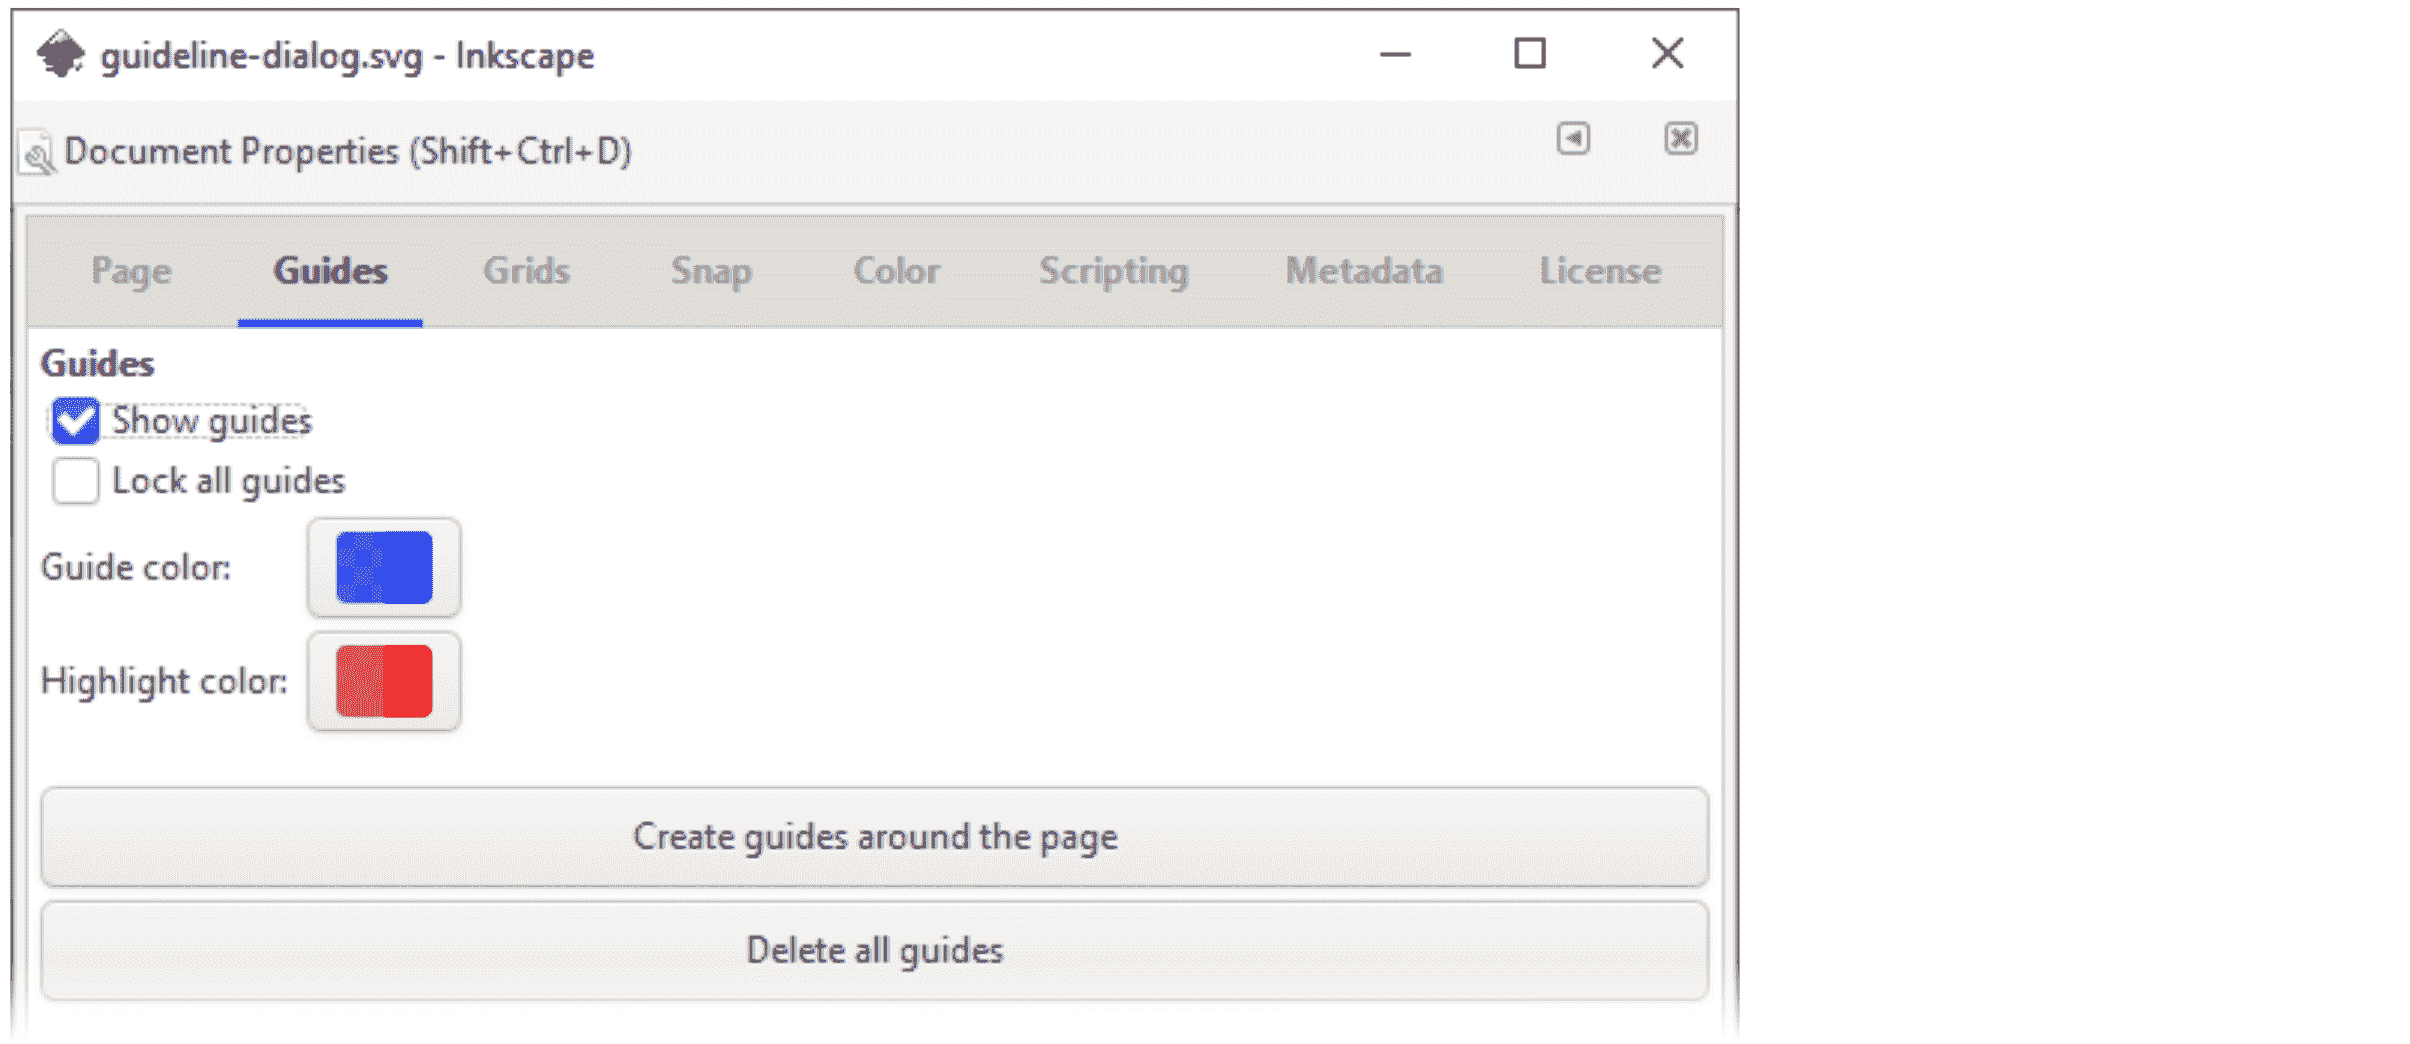 guideline-dialog.svg - Inkscape
Document Properties (Shift+Ctrl+D)
Page Guides Grids Snap Color Scripting Metadata License
Guides
Show guides
Lock all guides
Guide color:
Highlight color:
Create guides around the page
Delete all guides